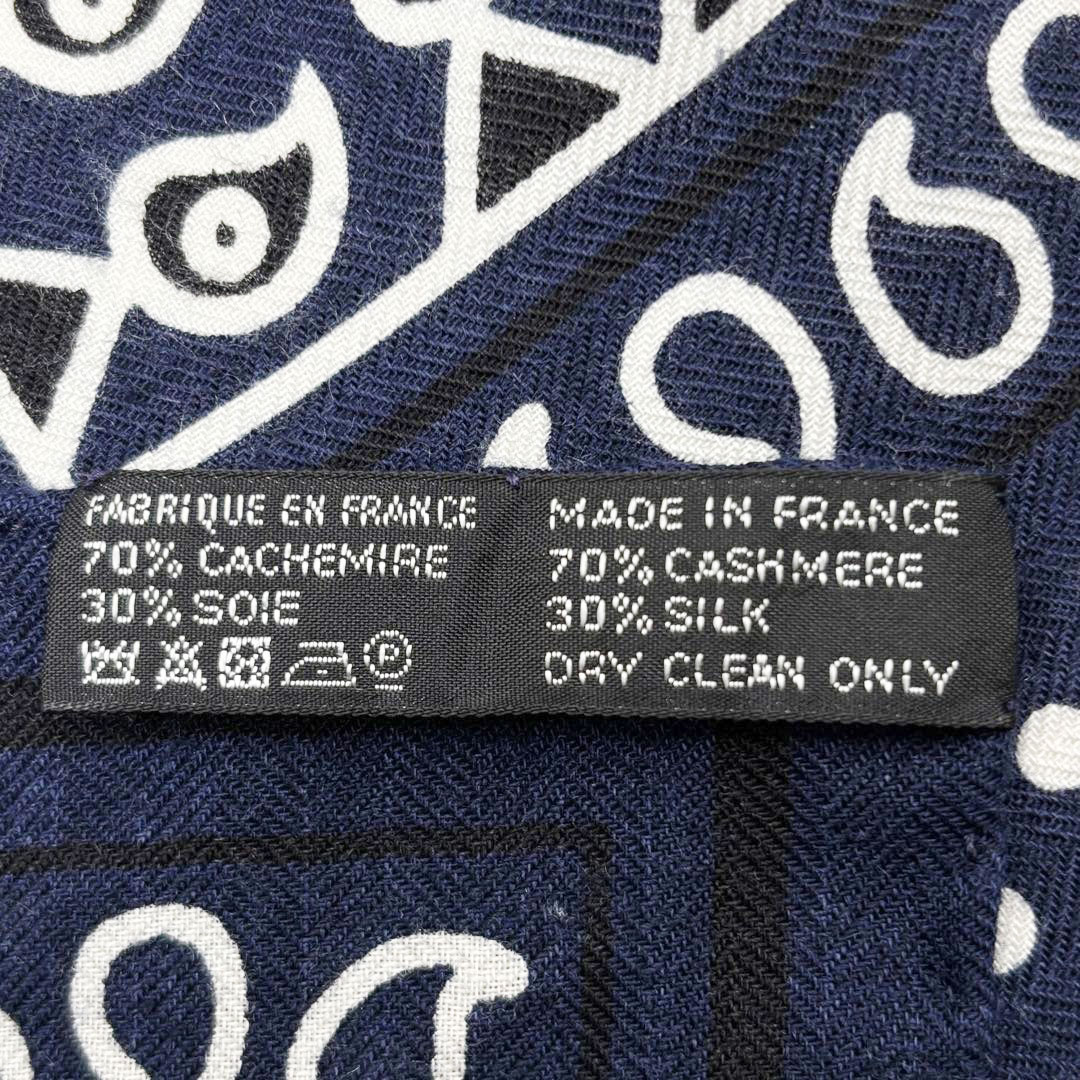 FABRIQUE EN FRANCE
70% CACHEMIRE
30% SOIE
P
MADE IN FRANCE
70% CASHMERE
30% SILK
DRY CLEAN ONLY